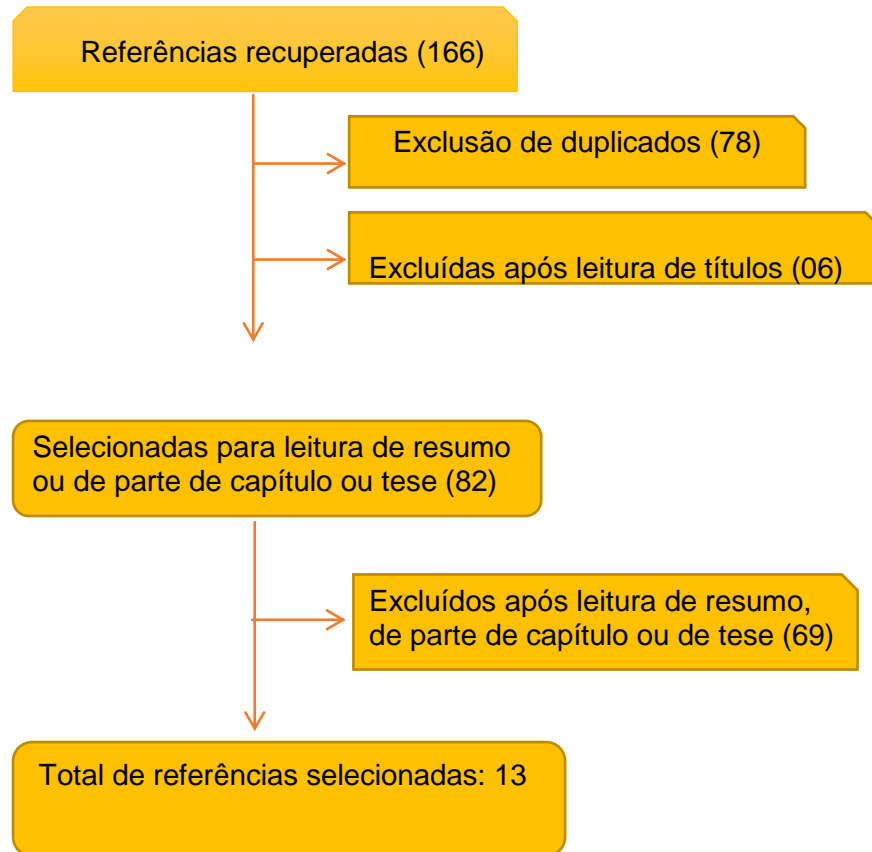 Referências recuperadas (166)
Exclusão de duplicados (78)
Excluídas após leitura de títulos (06)
Selecionadas para leitura de resumo
ou de parte de capítulo ou tese (82)
Excluídos após leitura de resumo,
de parte de capítulo ou de tese (69)
Total de referências selecionadas: 13